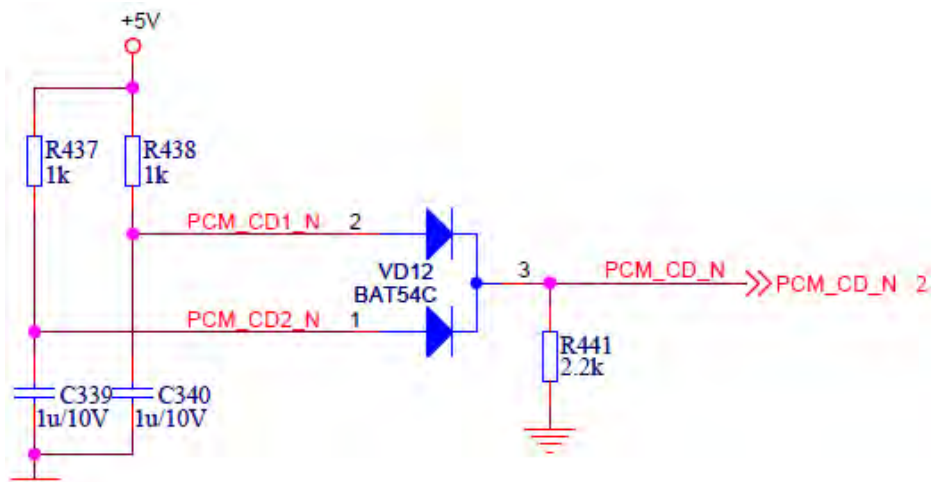 +5V
R437
1k
R438
1k
PCM_CD1_N 2
VD12
BAT54C
3 PCM_CD_N
PCM_CD_N 2
PCM_CD2_N 1
R441
2.2k
C339
1u/10V
C340
1u/10V